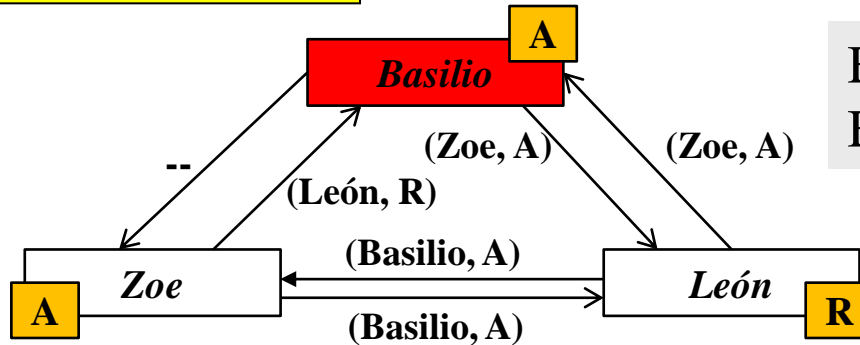 A
Basilio
(Zoe, A)
(Zoe, A)
--
(León, R)
(Basilio, A)
Zoe
León
A
R
(Basilio, A)